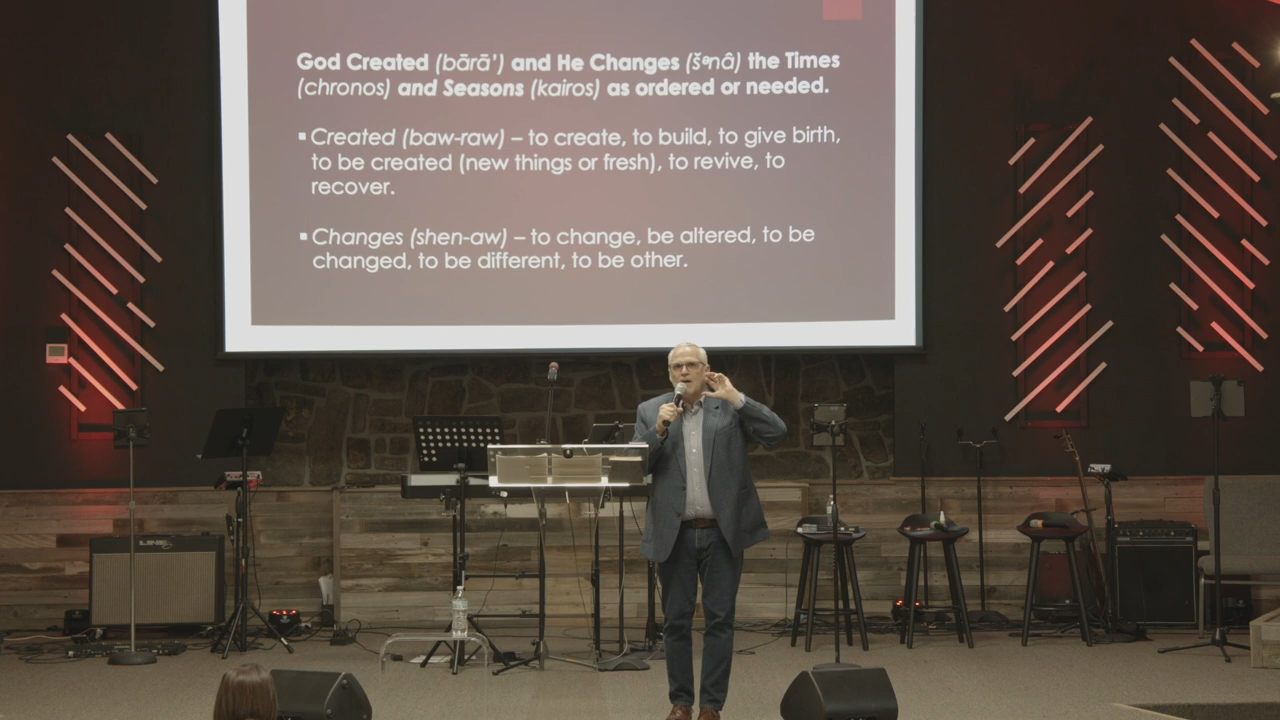 God Created (bārā’) and He Changes (šᵉnâ) the Times
(chronos) and Seasons (kairos) as ordered or needed.
▪ Created (baw-raw) – to create, to build, to give birth,
to be created (new things or fresh), to revive, to
recover.
▪ Changes (shen-aw) – to change, be altered, to be
changed, to be different, to be other.
LINE 6